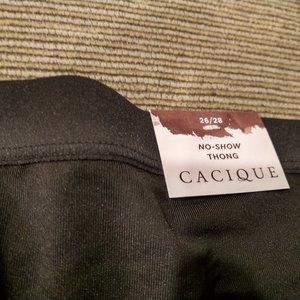 26/28
NO-SHOW
THONG
CACIQUE